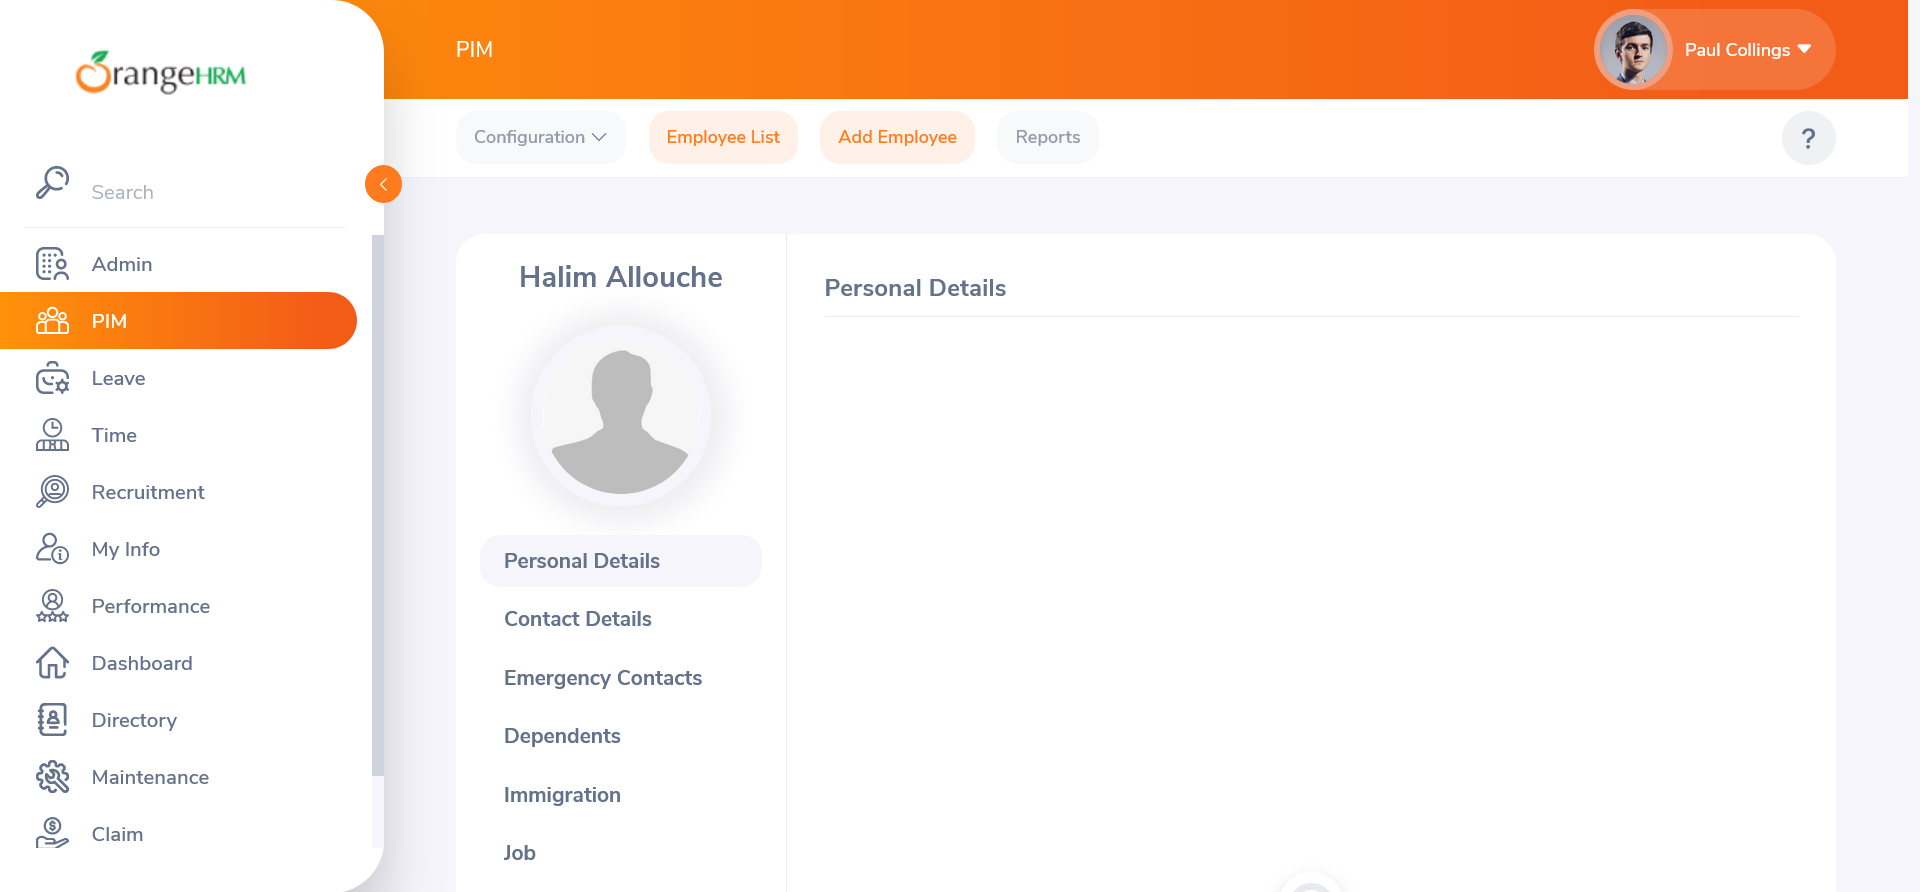 OrangeHRM
PIM
Paul Collings
Configuration
Employee List
Add Employee
Reports
?
Search
Admin
PIM
Leave
Time
Recruitment
My Info
Performance
Dashboard
Directory
Maintenance
Claim
Halim Allouche
Personal Details
Contact Details
Emergency Contacts
Dependents
Immigration
Job
Personal Details